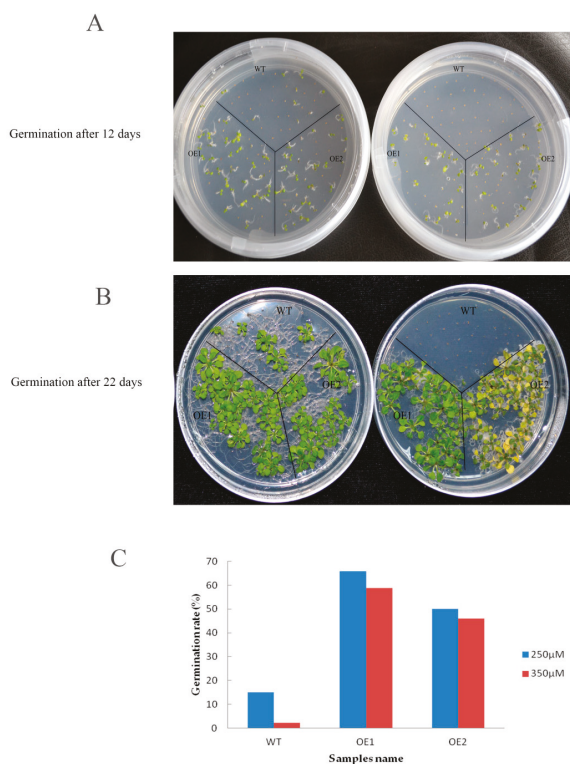 A
Germination after 12 days
WT
OE1
OE2
WT
OE1
OE2
B
Germination after 22 days
WT
OE1
OE2
WT
OE1
OE2
C
Germination rate (%)
70
60
50
40
30
20
10
0
WT
OE1
OE2
Samples name
250μM
350μM